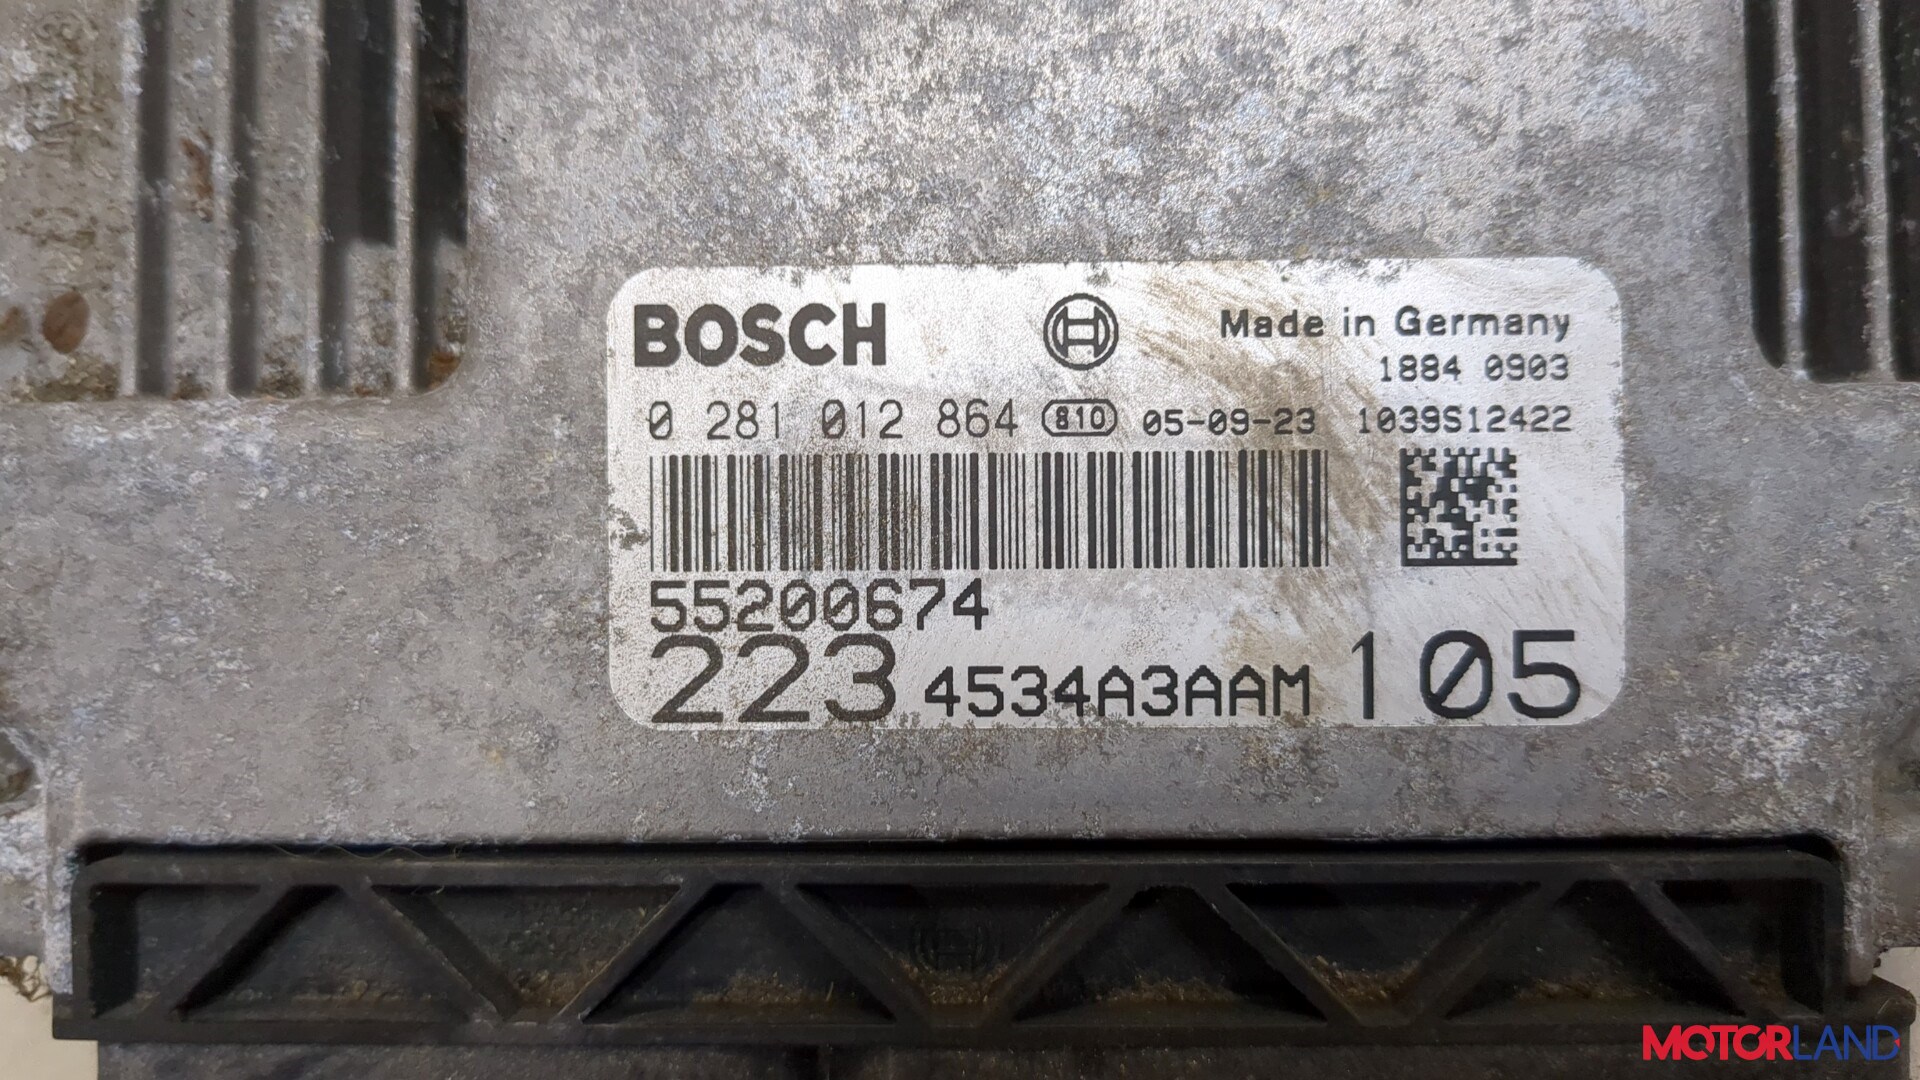 BOSCH Made in Germany
1884 0903
0 281 012 864 810 05-09-23 1039S12422
55200674
223 4534A3AAM 105
MOTORLAND